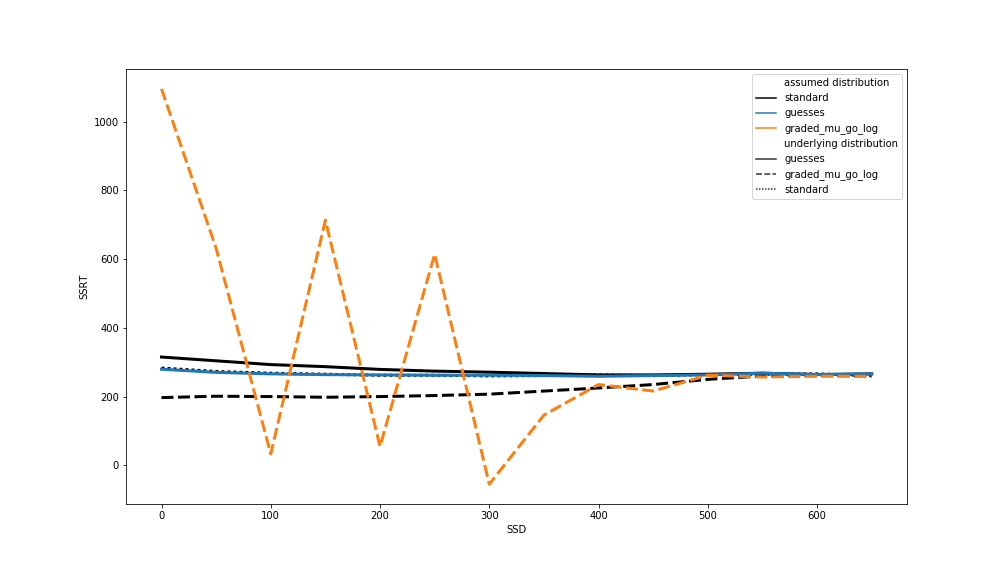 assumed distribution
standard
guesses
graded_mu_go_log
underlying distribution
guesses
graded_mu_go_log
standard
1000
800
600
400
200
0
SSRT
0 100 200 300 400 500 600
SSD